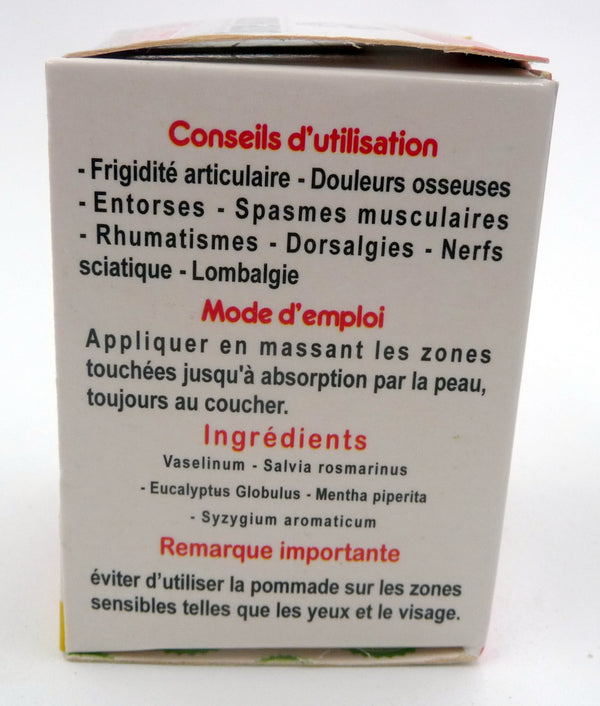 Conseils d'utilisation
- Frigidité articulaire - Douleurs osseuses
- Entorses - Spasmes musculaires
- Rhumatismes - Dorsalgies - Nerfs
sciatique - Lombalgie
Mode d'emploi
Appliquer en massant les zones
touchées jusqu'à absorption par la peau,
toujours au coucher.
Ingrédients
Vaselinum - Salvia rosmarinus
- Eucalyptus Globulus - Mentha piperita
- Syzygium aromaticum
Remarque importante
éviter d'utiliser la pommade sur les zones
sensibles telles que les yeux et le visage.